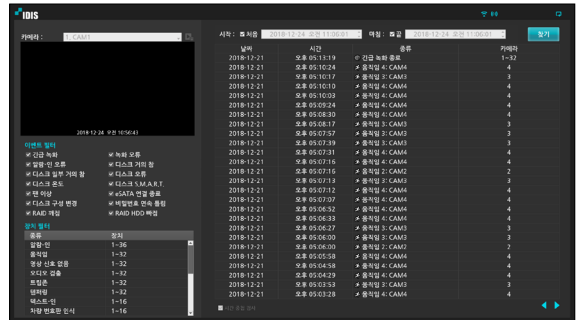 IDIS
카메라 : 1. CAM1
시작 : 처음 2018-12-24 오전 11:06:01 마침 : 끝 2018-12-24 오전 11:06:01 찾기
2018-12-24 오전 10:56:43
이벤트 필터
긴급 녹화 녹화 오류
알람-인 오류 디스크 거의 참
디스크 일부 거의 참 디스크 오류
디스크 온도 디스크 S.M.A.R.T.
팬 이상 eSATA 연결 종료
디스크 구성 변경 비밀번호 연속 틀림
RAID 깨짐 RAID HDD 빠짐
장치 필터
종류 장치
알람-인 1~36
움직임 1~32
영상 신호 없음 1~32
오디오 검출 1~32
트립존 1~32
탬퍼링 1~32
텍스트-인 1~16
차량 번호판 인식 1~16
날짜 시간 종류 카메라
2018-12-21 오후 05:13:19 긴급 녹화 종료 1~32
2018-12-21 오후 05:10:24 움직임 4: CAM4 4
2018-12-21 오후 05:10:17 움직임 3: CAM3 3
2018-12-21 오후 05:10:10 움직임 4: CAM4 4
2018-12-21 오후 05:10:03 움직임 4: CAM4 4
2018-12-21 오후 05:09:24 움직임 4: CAM4 4
2018-12-21 오후 05:08:30 움직임 4: CAM4 4
2018-12-21 오후 05:08:17 움직임 3: CAM3 3
2018-12-21 오후 05:07:57 움직임 3: CAM3 3
2018-12-21 오후 05:07:39 움직임 3: CAM3 3
2018-12-21 오후 05:07:31 움직임 4: CAM4 4
2018-12-21 오후 05:07:16 움직임 4: CAM4 4
2018-12-21 오후 05:07:16 움직임 2: CAM2 2
2018-12-21 오후 05:07:13 움직임 3: CAM3 3
2018-12-21 오후 05:07:12 움직임 4: CAM4 4
2018-12-21 오후 05:07:07 움직임 4: CAM4 4
2018-12-21 오후 05:06:52 움직임 4: CAM4 4
2018-12-21 오후 05:06:33 움직임 4: CAM4 4
2018-12-21 오후 05:06:27 움직임 3: CAM3 3
2018-12-21 오후 05:06:00 움직임 3: CAM3 3
2018-12-21 오후 05:06:00 움직임 2: CAM2 2
2018-12-21 오후 05:05:58 움직임 4: CAM4 4
2018-12-21 오후 05:05:58 움직임 4: CAM4 4
2018-12-21 오후 05:04:29 움직임 4: CAM4 4
2018-12-21 오후 05:03:53 움직임 3: CAM3 3
2018-12-21 오후 05:03:28 움직임 4: CAM4 4